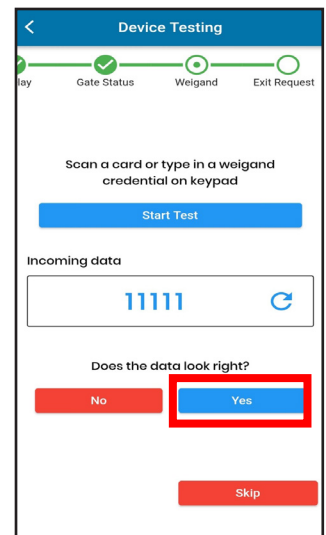 Device Testing
lay Gate Status Weigand Exit Request
Scan a card or type in a weigand
credential on keypad
Start Test
Incoming data
11111
Does the data look right?
No Yes
Skip